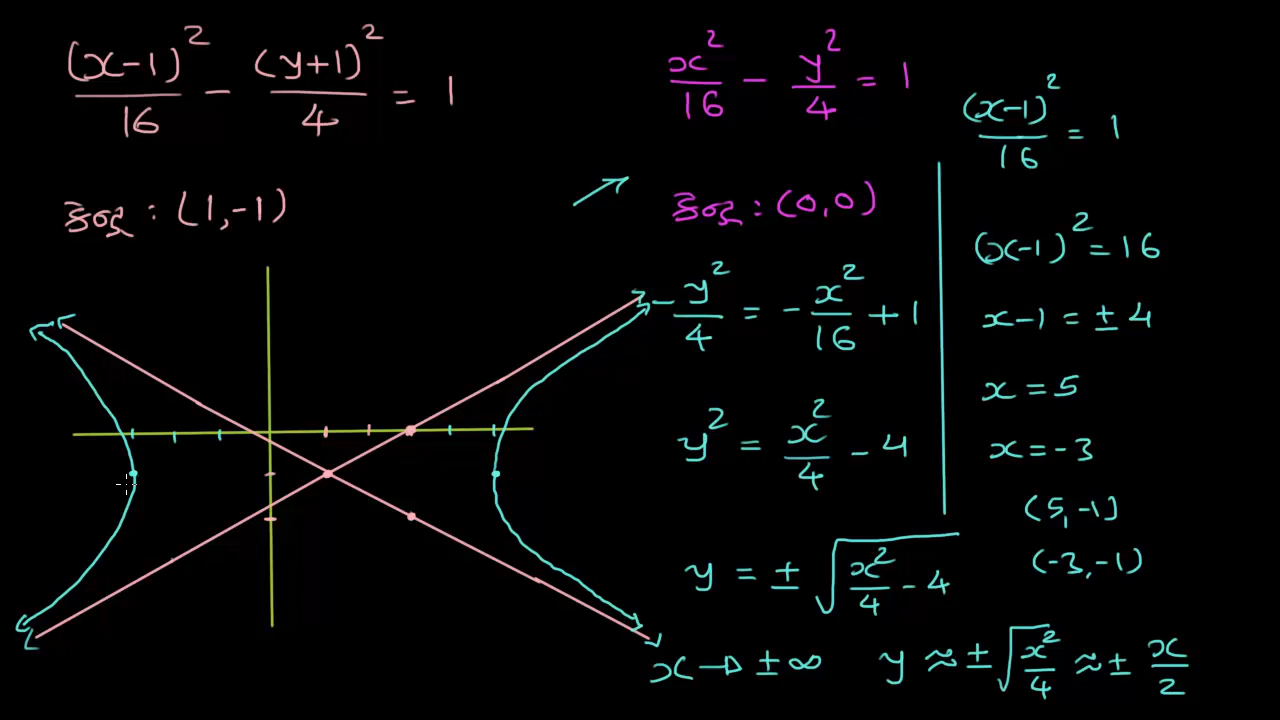 (x-1)²/16 - (y+1)²/4 = 1
: (1,-1)
x²/16 - y²/4 = 1
: (0,0)
-y²/4 = -x²/16 + 1
y² = x²/4 - 4
y = ± √(x²/4 - 4)
x → ±∞ y ≈ ± √(x²/4) ≈ ± x/2
(x-1)²/16 = 1
(x-1)² = 16
x-1 = ± 4
x = 5
x = -3
(5,-1)
(-3,-1)